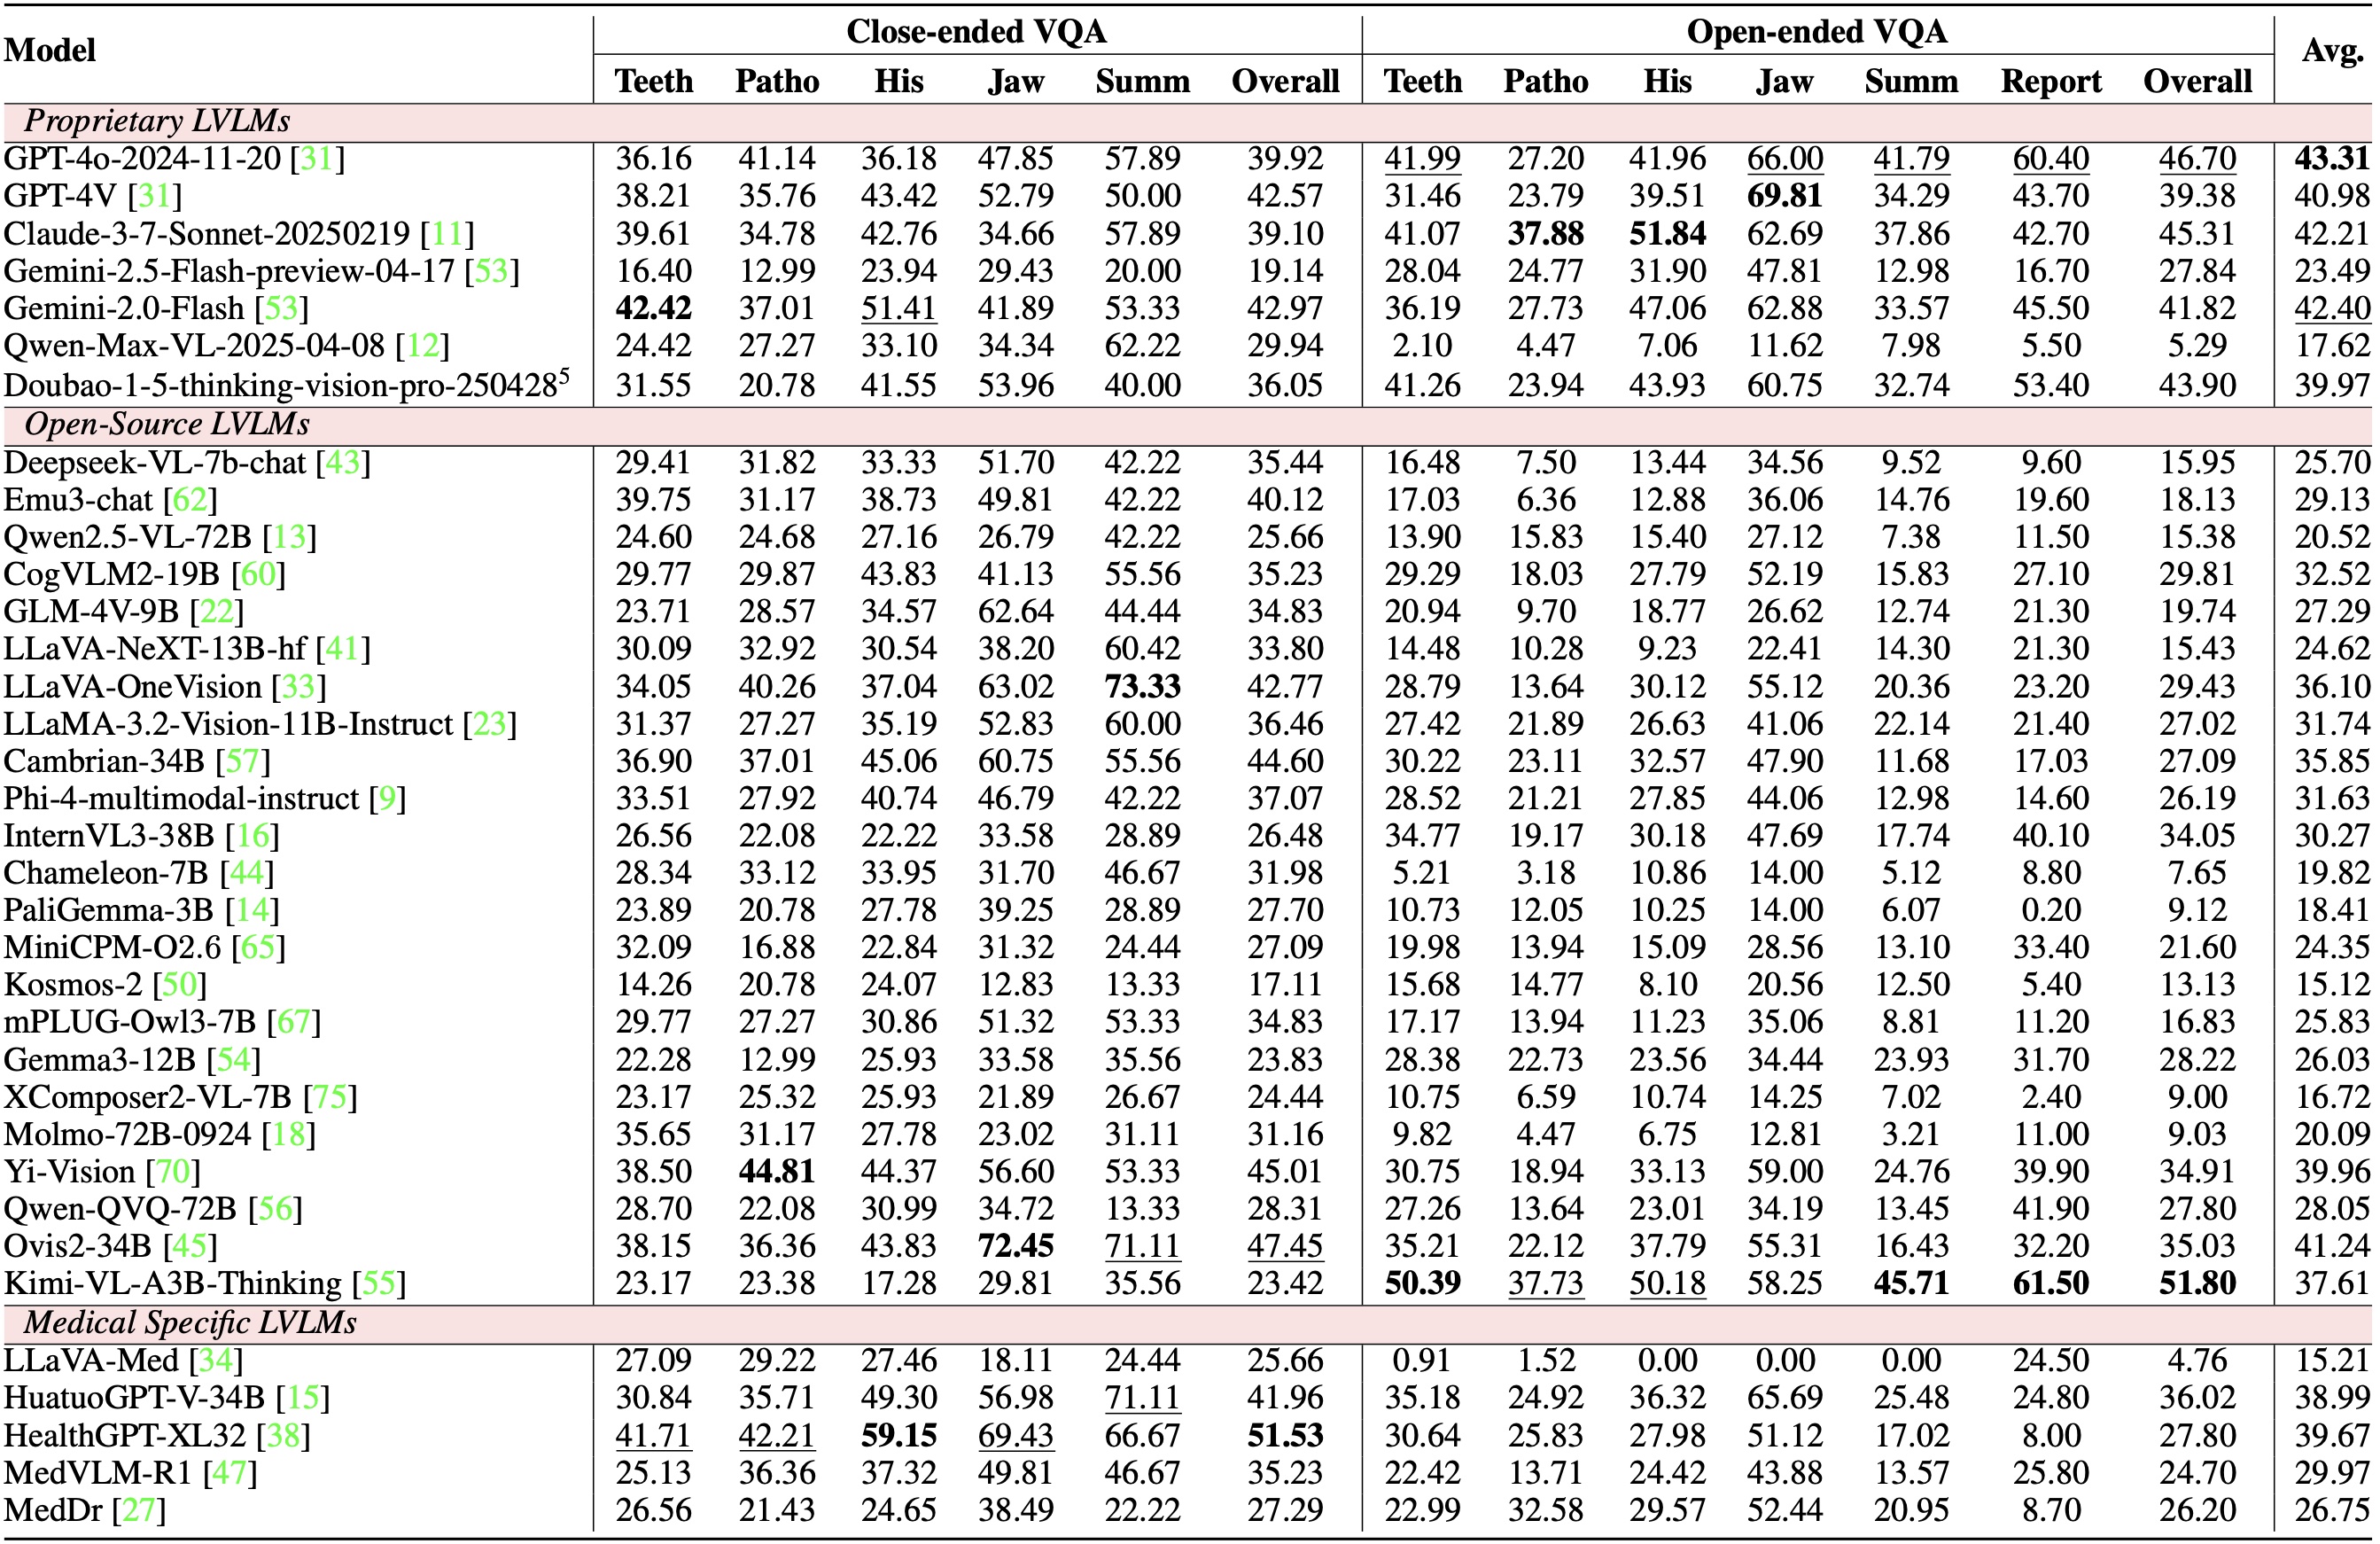 Model Close-ended VQA Open-ended VQA Avg.
Teeth Patho His Jaw Summ Overall Teeth Patho His Jaw Summ Report Overall
Proprietary LVLMs
GPT-4o-2024-11-20 [31] 36.16 41.14 36.18 47.85 57.89 39.92 41.99 27.20 41.96 66.00 41.79 60.40 46.70 43.31
GPT-4V [31] 38.21 35.76 43.42 52.79 50.00 42.57 31.46 23.79 39.51 69.81 34.29 43.70 39.38 40.98
Claude-3-7-Sonnet-20250219 [11] 39.61 34.78 42.76 34.66 57.89 39.10 41.07 37.88 51.84 62.69 37.86 42.70 45.31 42.21
Gemini-2.5-Flash-preview-04-17 [53] 16.40 12.99 23.94 29.43 20.00 19.14 28.04 24.77 31.90 47.81 12.98 16.70 27.84 23.49
Gemini-2.0-Flash [53] 42.42 37.01 51.41 41.89 53.33 42.97 36.19 27.73 47.06 62.88 33.57 45.50 41.82 42.40
Qwen-Max-VL-2025-04-08 [12] 24.42 27.27 33.10 34.34 62.22 29.94 2.10 4.47 7.06 11.62 7.98 5.50 5.29 17.62
Doubao-1-5-thinking-vision-pro-250428⁵ 31.55 20.78 41.55 53.96 40.00 36.05 41.26 23.94 43.93 60.75 32.74 53.40 43.90 39.97
Open-Source LVLMs
Deepseek-VL-7b-chat [43] 29.41 31.82 33.33 51.70 42.22 35.44 16.48 7.50 13.44 34.56 9.52 9.60 15.95 25.70
Emu3-chat [62] 39.75 31.17 38.73 49.81 42.22 40.12 17.03 6.36 12.88 36.06 14.76 19.60 18.13 29.13
Qwen2.5-VL-72B [13] 24.60 24.68 27.16 26.79 42.22 25.66 13.90 15.83 15.40 27.12 7.38 11.50 15.38 20.52
CogVLM2-19B [60] 29.77 29.87 43.83 41.13 55.56 35.23 29.29 18.03 27.79 52.19 15.83 27.10 29.81 32.52
GLM-4V-9B [22] 23.71 28.57 34.57 62.64 44.44 34.83 20.94 9.70 18.77 26.62 12.74 21.30 19.74 27.29
LLaVA-NeXT-13B-hf [41] 30.09 32.92 30.54 38.20 60.42 33.80 14.48 10.28 9.23 22.41 14.30 21.30 15.43 24.62
LLaVA-OneVision [33] 34.05 40.26 37.04 63.02 73.33 42.77 28.79 13.64 30.12 55.12 20.36 23.20 29.43 36.10
LLaMA-3.2-Vision-11B-Instruct [23] 31.37 27.27 35.19 52.83 60.00 36.46 27.42 21.89 26.63 41.06 22.14 21.40 27.02 31.74
Cambrian-34B [57] 36.90 37.01 45.06 60.75 55.56 44.60 30.22 23.11 32.57 47.90 11.68 17.03 27.09 35.85
Phi-4-multimodal-instruct [9] 33.51 27.92 40.74 46.79 42.22 37.07 28.52 21.21 27.85 44.06 12.98 14.60 26.19 31.63
InternVL3-38B [16] 26.56 22.08 22.22 33.58 28.89 26.48 34.77 19.17 30.18 47.69 17.74 40.10 34.05 30.27
Chameleon-7B [44] 28.34 33.12 33.95 31.70 46.67 31.98 5.21 3.18 10.86 14.00 5.12 8.80 7.65 19.82
PaliGemma-3B [14] 23.89 20.78 27.78 39.25 28.89 27.70 10.73 12.05 10.25 14.00 6.07 0.20 9.12 18.41
MiniCPM-O2.6 [65] 32.09 16.88 22.84 31.32 24.44 27.09 19.98 13.94 15.09 28.56 13.10 33.40 21.60 24.35
Kosmos-2 [50] 14.26 20.78 24.07 12.83 13.33 17.11 15.68 14.77 8.10 20.56 12.50 5.40 13.13 15.12
mPLUG-Owl3-7B [67] 29.77 27.27 30.86 51.32 53.33 34.83 17.17 13.94 11.23 35.06 8.81 11.20 16.83 25.83
Gemma3-12B [54] 22.28 12.99 25.93 33.58 35.56 23.83 28.38 22.73 23.56 34.44 23.93 31.70 28.22 26.03
XComposer2-VL-7B [75] 23.17 25.32 25.93 21.89 26.67 24.44 10.75 6.59 10.74 14.25 7.02 2.40 9.00 16.72
Molmo-72B-0924 [18] 35.65 31.17 27.78 23.02 31.11 31.16 9.82 4.47 6.75 12.81 3.21 11.00 9.03 20.09
Yi-Vision [70] 38.50 44.81 44.37 56.60 53.33 45.01 30.75 18.94 33.13 59.00 24.76 39.90 34.91 39.96
Qwen-QVQ-72B [56] 28.70 22.08 30.99 34.72 13.33 28.31 27.26 13.64 23.01 34.19 13.45 41.90 27.80 28.05
Ovis2-34B [45] 38.15 36.36 43.83 72.45 71.11 47.45 35.21 22.12 37.79 55.31 16.43 32.20 35.03 41.24
Kimi-VL-A3B-Thinking [55] 23.17 23.38 17.28 29.81 35.56 23.42 50.39 37.73 50.18 58.25 45.71 61.50 51.80 37.61
Medical Specific LVLMs
LLaVA-Med [34] 27.09 29.22 27.46 18.11 24.44 25.66 0.91 1.52 0.00 0.00 0.00 24.50 4.76 15.21
HuatuoGPT-V-34B [15] 30.84 35.71 49.30 56.98 71.11 41.96 35.18 24.92 36.32 65.69 25.48 24.80 36.02 38.99
HealthGPT-XL32 [38] 41.71 42.21 59.15 69.43 66.67 51.53 30.64 25.83 27.98 51.12 17.02 8.00 27.80 39.67
MedVLM-R1 [47] 25.13 36.36 37.32 49.81 46.67 35.23 22.42 13.71 24.42 43.88 13.57 25.80 24.70 29.97
MedDr [27] 26.56 21.43 24.65 38.49 22.22 27.29 22.99 32.58 29.57 52.44 20.95 8.70 26.20 26.75